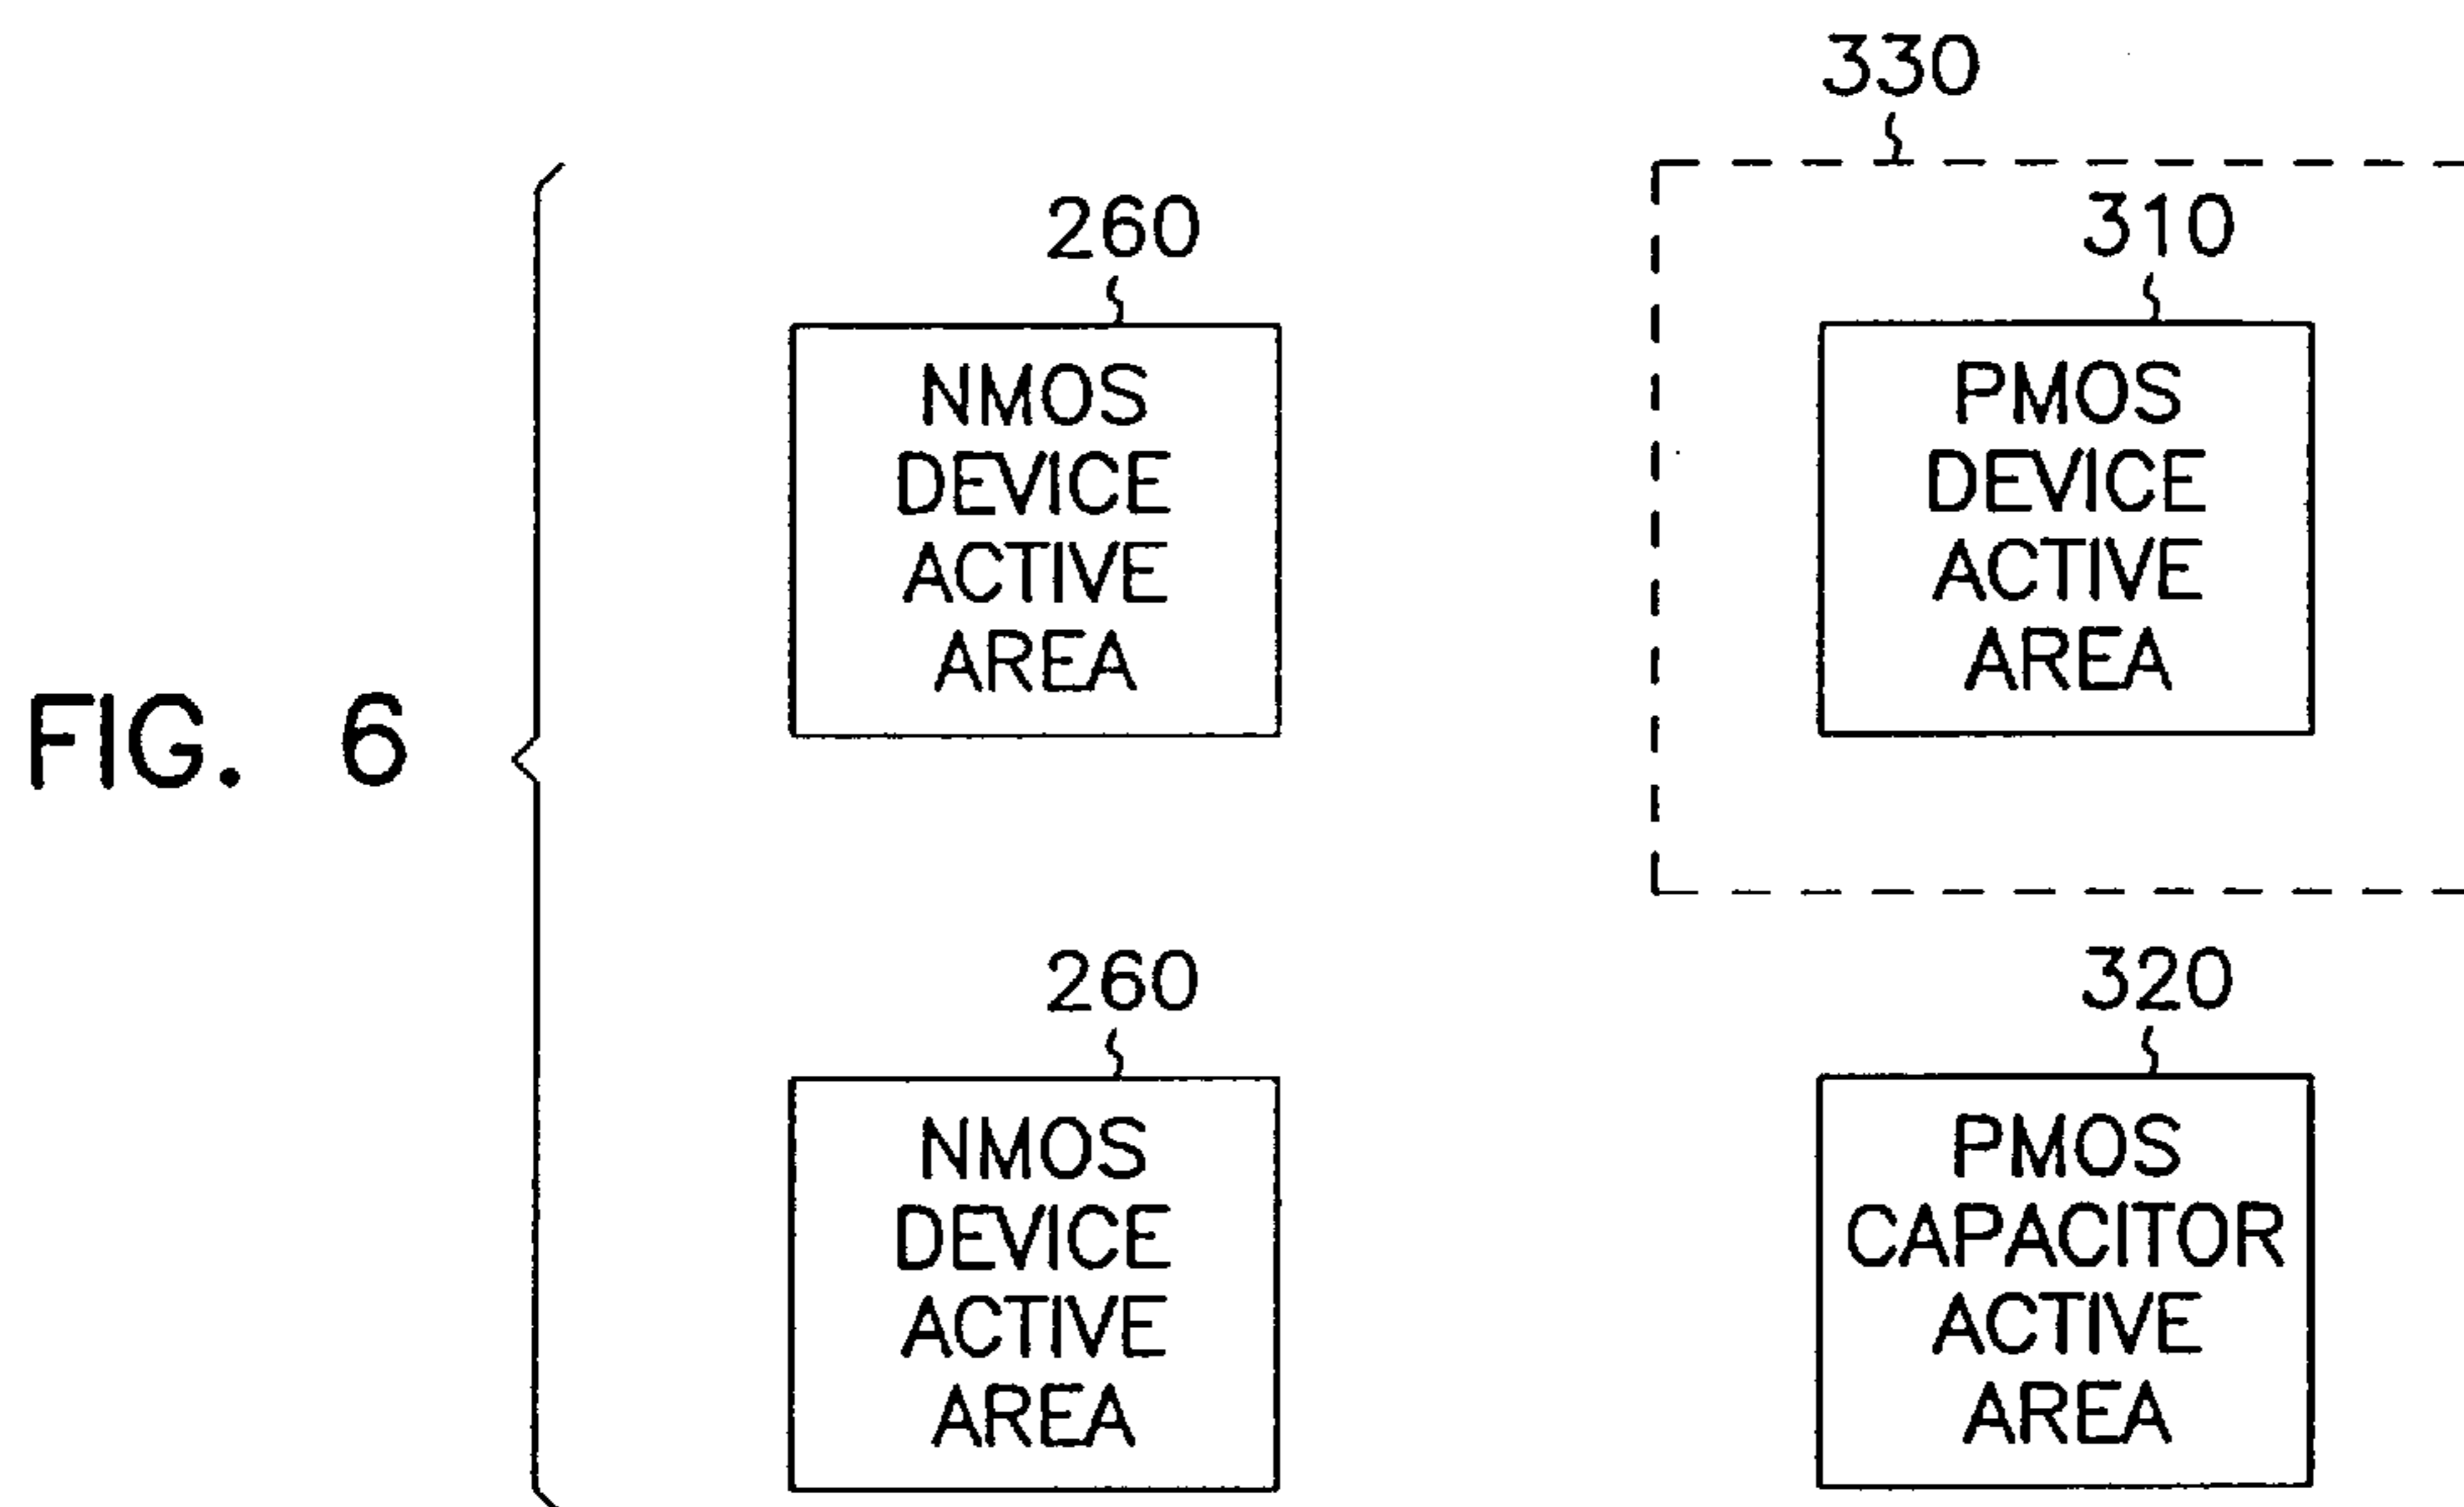 330
260
310
NMOS
DEVICE
ACTIVE
AREA
PMOS
DEVICE
ACTIVE
AREA
FIG. 6
260
320
NMOS
DEVICE
ACTIVE
AREA
PMOS
CAPACITOR
ACTIVE
AREA